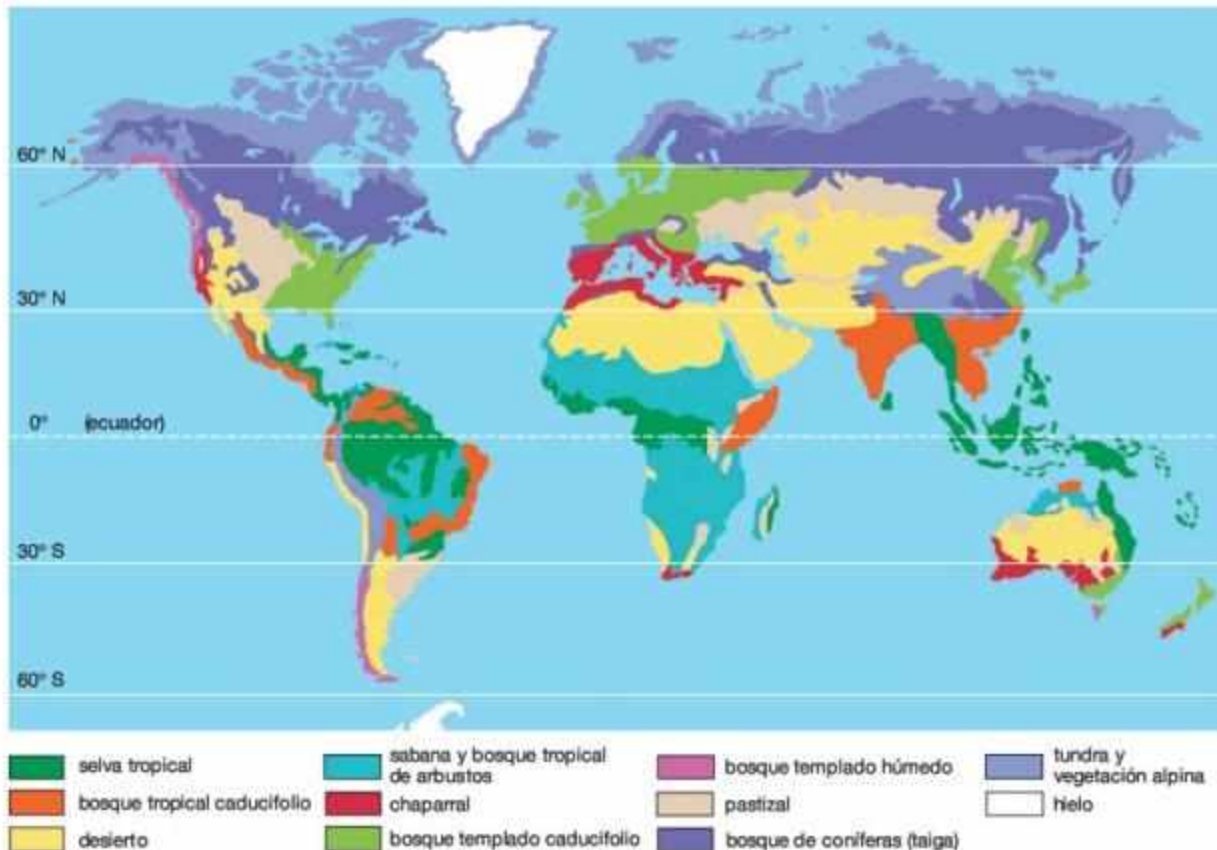 60° N
30° N
0° (ecuador)
30° S
60° S
selva tropical
bosque tropical caducifolio
desierto
sabana y bosque tropical
de arbustos
chaparral
bosque templado caducifolio
bosque templado húmedo
pastizal
bosque de coníferas (taiga)
tundra y
vegetación alpina
hielo